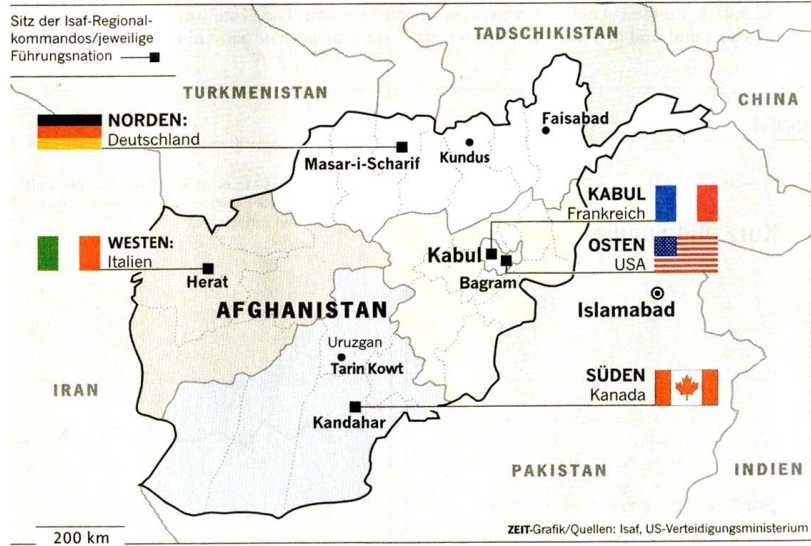 Sitz der Isaf-Regional-
kommandos/jeweilige
Führungsnation
TADSCHIKISTAN
TURKMENISTAN
CHINA
NORDEN:
Deutschland
Faisabad
Kundus
Masar-i-Scharif
KABUL
Frankreich
WESTEN:
Italien
OSTEN
USA
Kabul
Herat
Bagram
AFGHANISTAN
Islamabad
Uruzgan
Tarin Kowt
IRAN
SÜDEN
Kanada
Kandahar
PAKISTAN
INDIEN
200 km
ZEIT-Grafik/Quellen: Isaf, US-Verteidigungsministerium